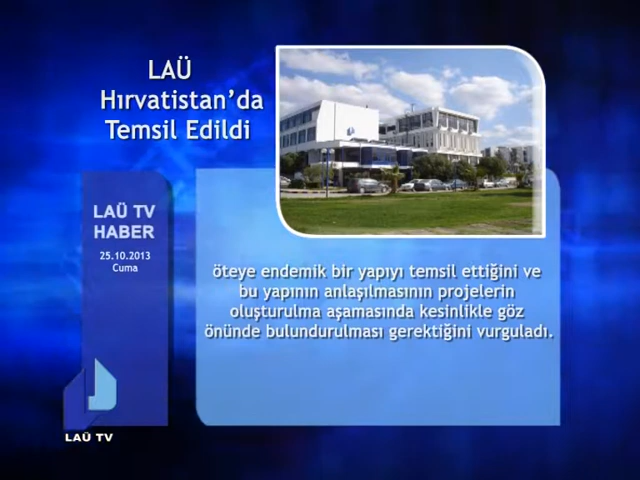 LAÜ
Hırvatistan’da
Temsil Edildi
LAÜ TV
HABER
25.10.2013
Cuma
öteye endemik bir yapıyı temsil ettiğini ve
bu yapının anlaşılmasının projelerin
oluşturulma aşamasında kesinlikle göz
önünde bulundurulması gerektiğini vurguladı.
LAÜ TV